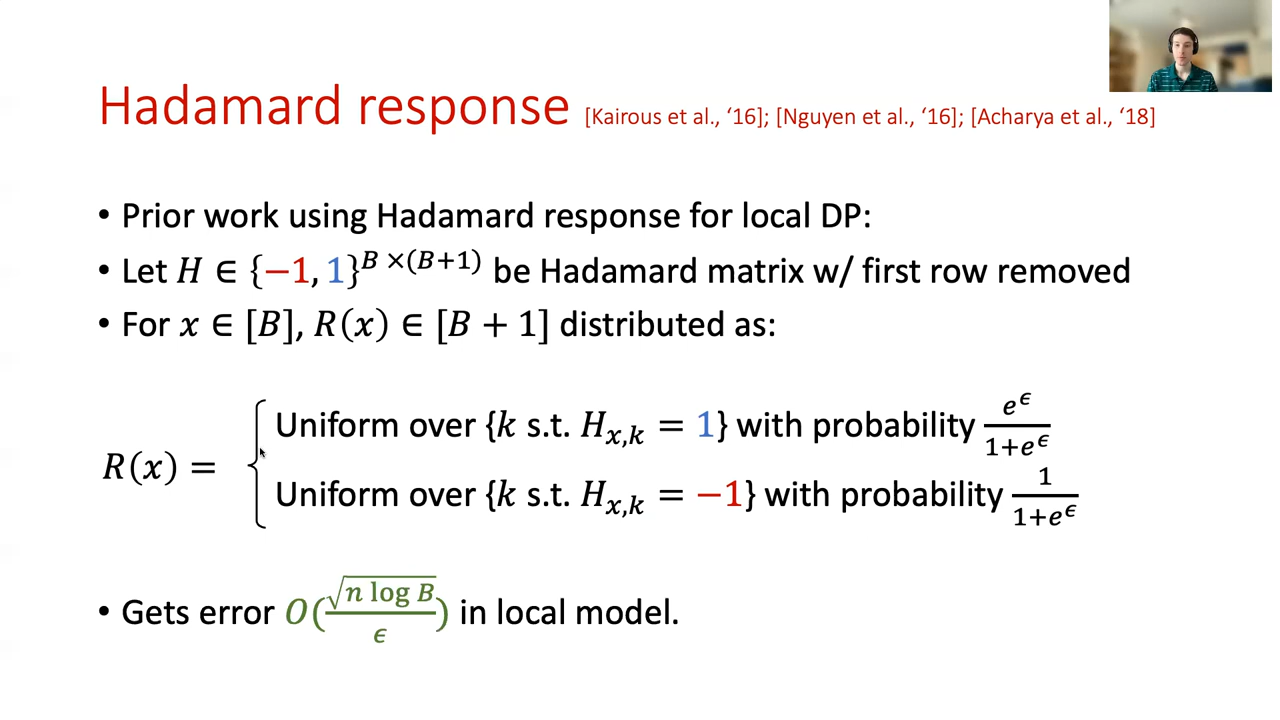 Hadamard response [Kairous et al., ‘16]; [Nguyen et al., ‘16]; [Acharya et al., ‘18]
• Prior work using Hadamard response for local DP:
• Let H ∈ {−1, 1}^{B ×(B+1)} be Hadamard matrix w/ first row removed
• For x ∈ [B], R(x) ∈ [B + 1] distributed as:
Uniform over {k s.t. H_{x,k} = 1} with probability e^ϵ/(1+e^ϵ)
R(x) =
Uniform over {k s.t. H_{x,k} = −1} with probability 1/(1+e^ϵ)
• Gets error O(√(n log B)/ϵ) in local model.